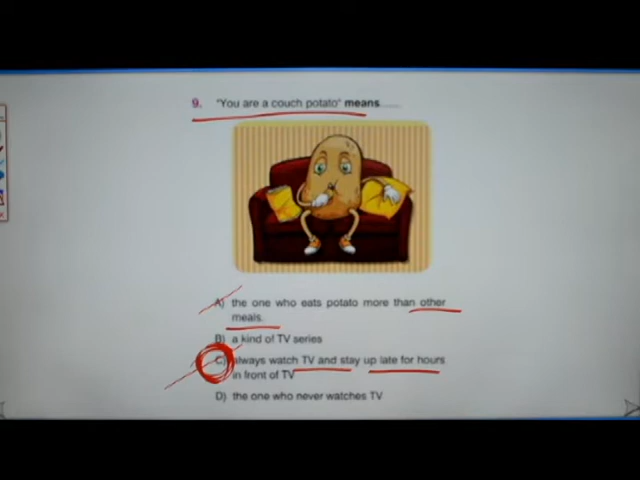 9. "You are a couch potato" means......
A) the one who eats potato more than other
meals.
B) a kind of TV series
C) always watch TV and stay up late for hours
in front of TV
D) the one who never watches TV